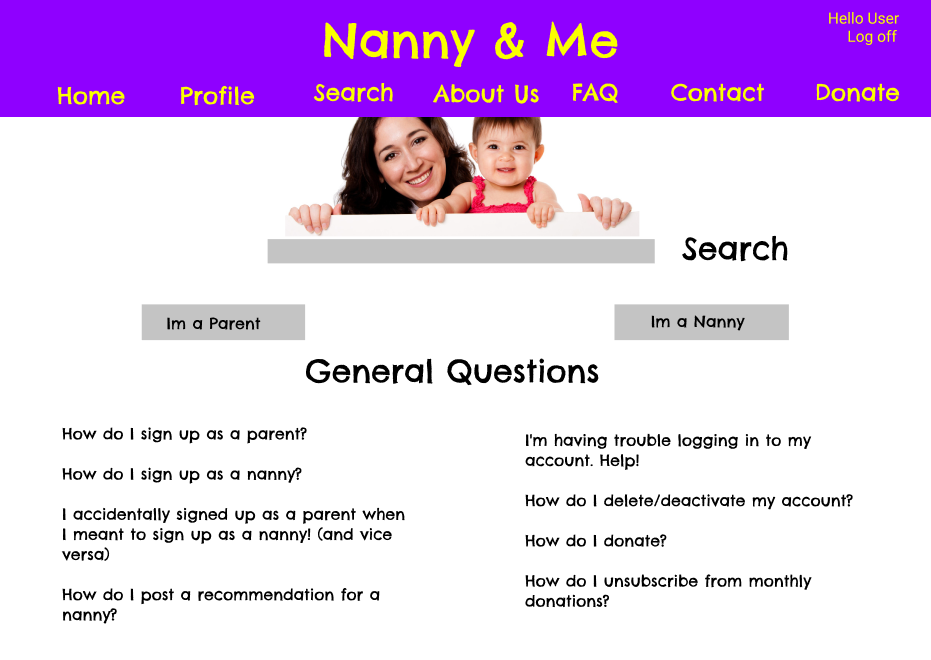 Hello User
Log off
Nanny & Me
Home Profile Search About Us FAQ Contact Donate
Search
Im a Parent
Im a Nanny
General Questions
How do I sign up as a parent?
How do I sign up as a nanny?
I accidentally signed up as a parent when
I meant to sign up as a nanny! (and vice
versa)
How do I post a recommendation for a
nanny?
I'm having trouble logging in to my
account. Help!
How do I delete/deactivate my account?
How do I donate?
How do I unsubscribe from monthly
donations?